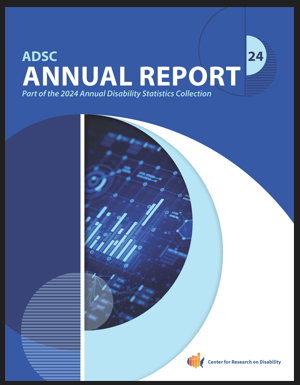 ADSC
ANNUAL REPORT
24
Part of the 2024 Annual Disability Statistics Collection
Center for Research on Disability